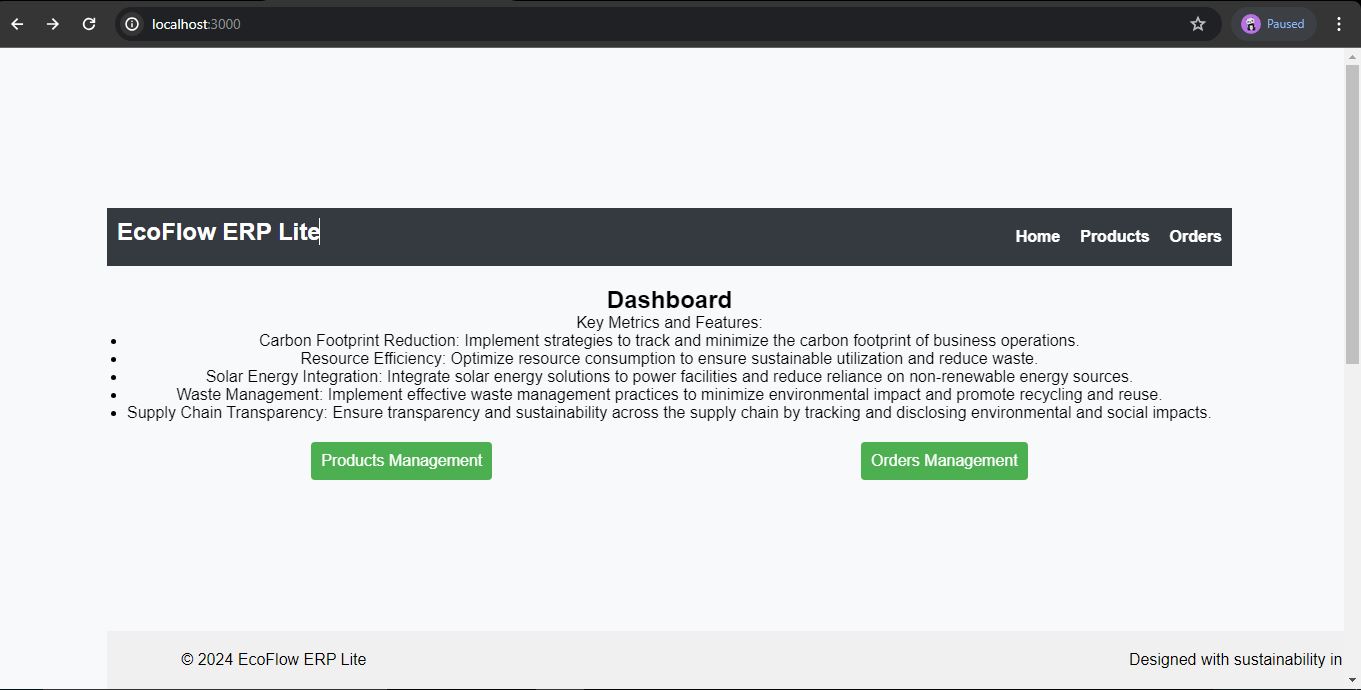 localhost:3000
Paused
EcoFlow ERP Lite
Home Products Orders
Dashboard
Key Metrics and Features:
Carbon Footprint Reduction: Implement strategies to track and minimize the carbon footprint of business operations.
Resource Efficiency: Optimize resource consumption to ensure sustainable utilization and reduce waste.
Solar Energy Integration: Integrate solar energy solutions to power facilities and reduce reliance on non-renewable energy sources.
Waste Management: Implement effective waste management practices to minimize environmental impact and promote recycling and reuse.
Supply Chain Transparency: Ensure transparency and sustainability across the supply chain by tracking and disclosing environmental and social impacts.
Products Management Orders Management
© 2024 EcoFlow ERP Lite Designed with sustainability in